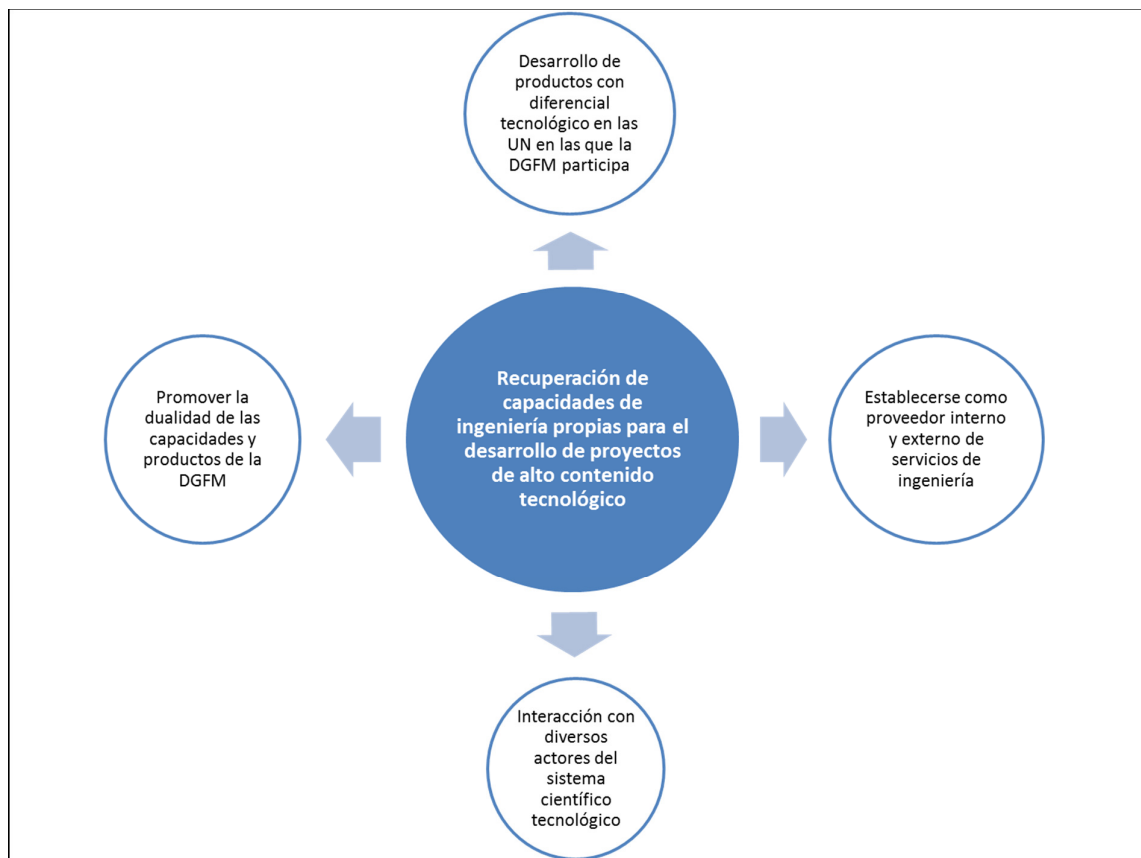 Desarrollo de
productos con
diferencial
tecnológico en las
UN en las que la
DGFM participa
Promover la
dualidad de las
capacidades y
productos de la
DGFM
Recuperación de
capacidades de
ingeniería propias para el
desarrollo de proyectos
de alto contenido
tecnológico
Establecerse como
proveedor interno
y externo de
servicios de
ingeniería
Interacción con
diversos
actores del
sistema
científico
tecnológico